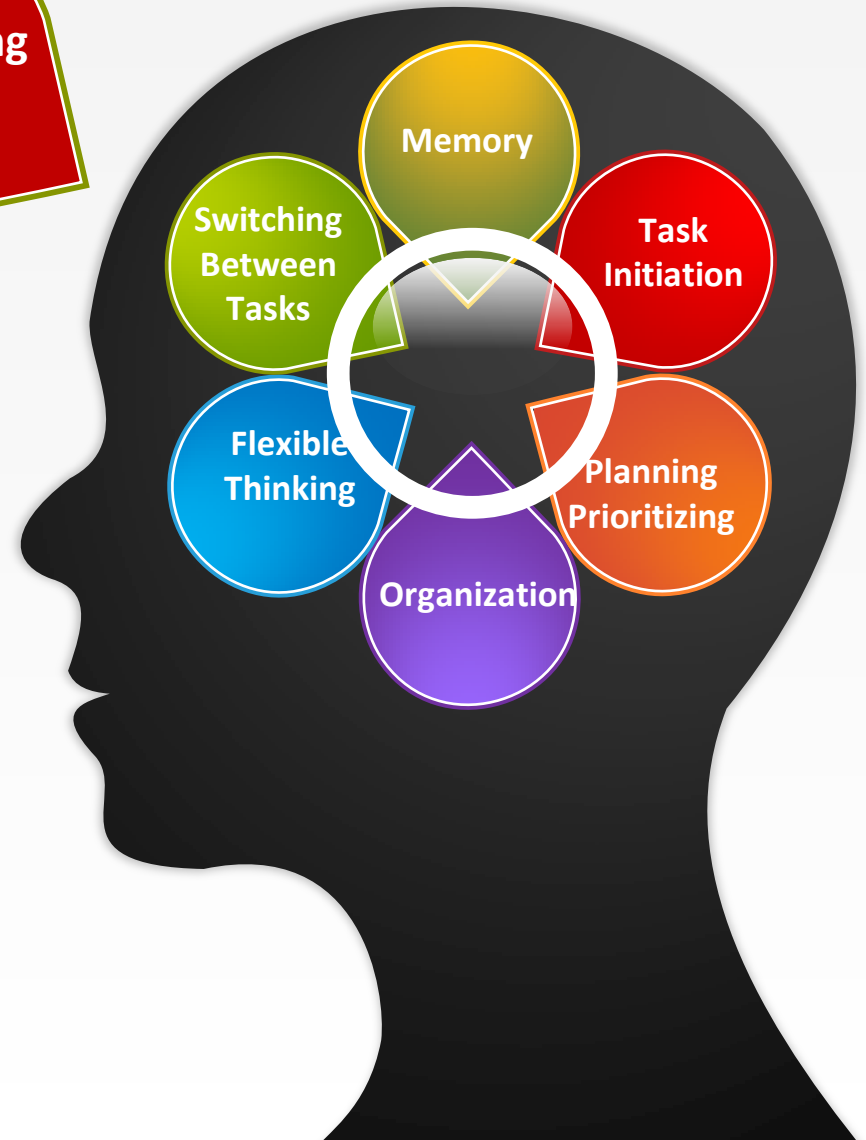 Memory
Task
Initiation
Planning
Prioritizing
Organization
Flexible
Thinking
Switching
Between
Tasks